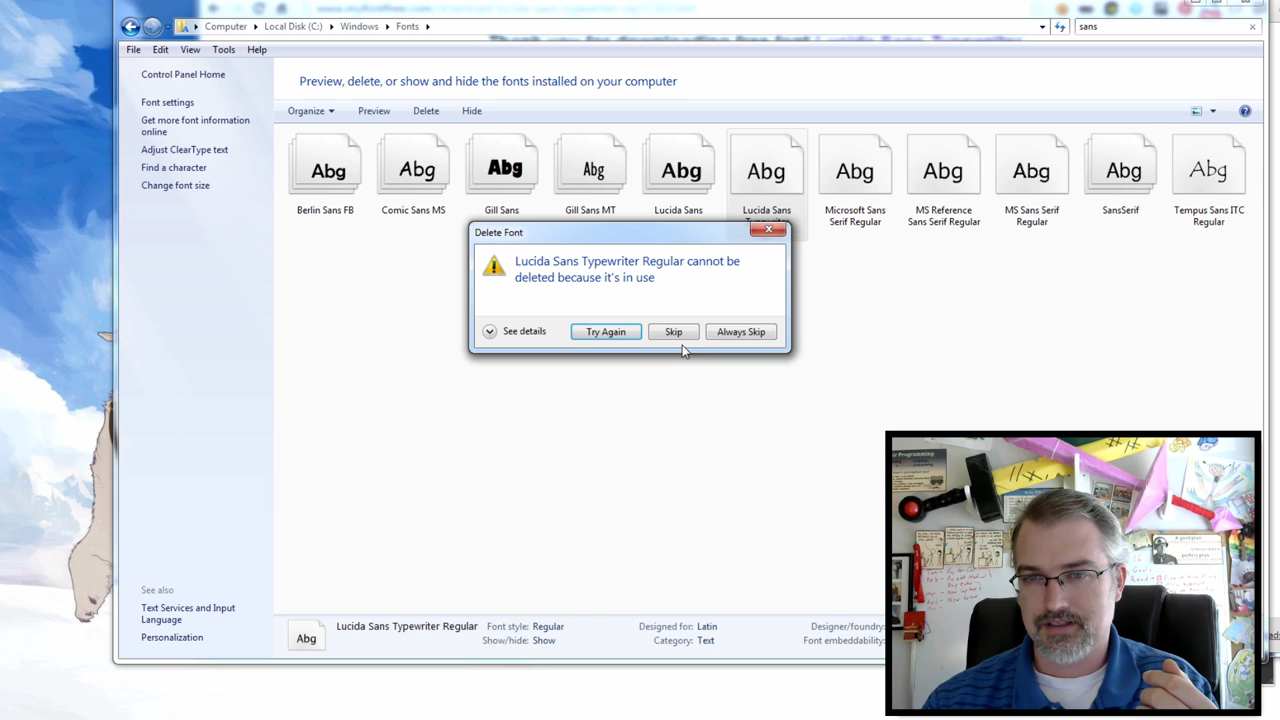 Computer
Local Disk (C:)
Windows
Fonts
sans
File Edit View Tools Help
Control Panel Home
Font settings
Get more font information
online
Adjust ClearType text
Find a character
Change font size
Preview, delete, or show and hide the fonts installed on your computer
Organize Preview Delete Hide
Abg Abg Abg Abg Abg Abg Abg Abg Abg Abg Abg
Berlin Sans FB
Comic Sans MS
Gill Sans
Gill Sans MT
Lucida Sans
Lucida Sans
Microsoft Sans
Serif Regular
MS Reference
Sans Serif Regular
MS Sans Serif
Regular
SansSerif
Tempus Sans ITC
Regular
Delete Font
Lucida Sans Typewriter Regular cannot be
deleted because it's in use
See details
Try Again
Skip
Always Skip
See also
Text Services and Input
Language
Personalization
Abg
Lucida Sans Typewriter Regular
Font style: Regular
Show/hide: Show
Designed for: Latin
Category: Text
Designer/foundry:
Font embeddability: